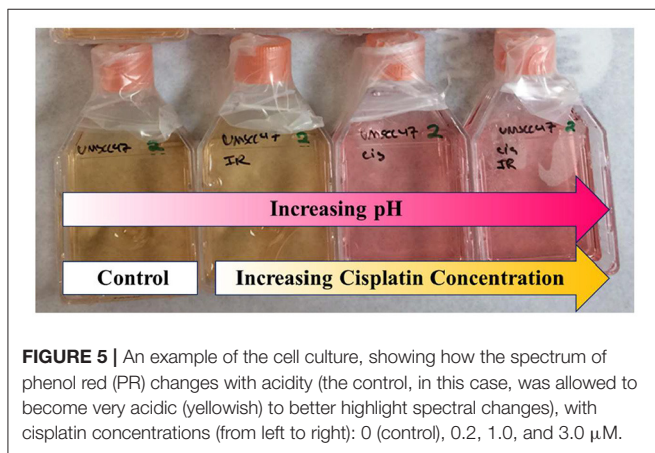 UMSCC47 2
UMSCC47 2
IR
UMSCC47 2
cis
UMSCC47 2
cis
IR
Increasing pH
Control
Increasing Cisplatin Concentration
FIGURE 5 | An example of the cell culture, showing how the spectrum of
phenol red (PR) changes with acidity (the control, in this case, was allowed to
become very acidic (yellowish) to better highlight spectral changes), with
cisplatin concentrations (from left to right): 0 (control), 0.2, 1.0, and 3.0 μM.